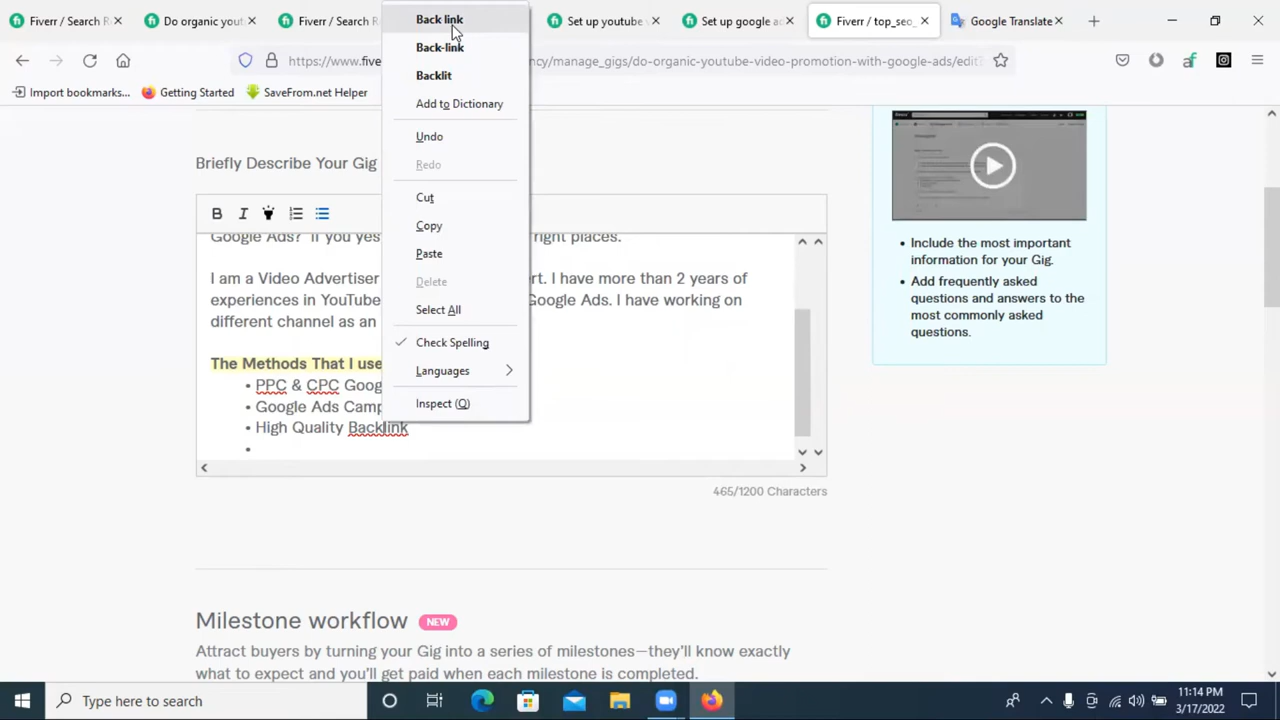 Fiverr / Search R
Do organic yout
Fiverr / Search R
Set up youtube v
Set up google ad
Fiverr / top_seo_
Google Translate
https://www.five
cy/manage_gigs/do-organic-youtube-video-promotion-with-google-ads/edit
Import bookmarks...
Getting Started
SaveFrom.net Helper
Back link
Back-link
Backlit
Add to Dictionary
Undo
Redo
Cut
Copy
Paste
Delete
Select All
Check Spelling
Languages
Inspect (Q)
Briefly Describe Your Gig
B I
Google Ads? If you yes right places.
I am a Video Advertiser rt. I have more than 2 years of
experiences in YouTube Google Ads. I have working on
different channel as an
The Methods That I use
• PPC & CPC Goog
• Google Ads Camp
• High Quality Backlink
•
465/1200 Characters
• Include the most important
information for your Gig.
• Add frequently asked
questions and answers to the
most commonly asked
questions.
Milestone workflow NEW
Attract buyers by turning your Gig into a series of milestones—they'll know exactly
what to expect and you'll get paid when each milestone is completed.
Type here to search
11:14 PM
3/17/2022